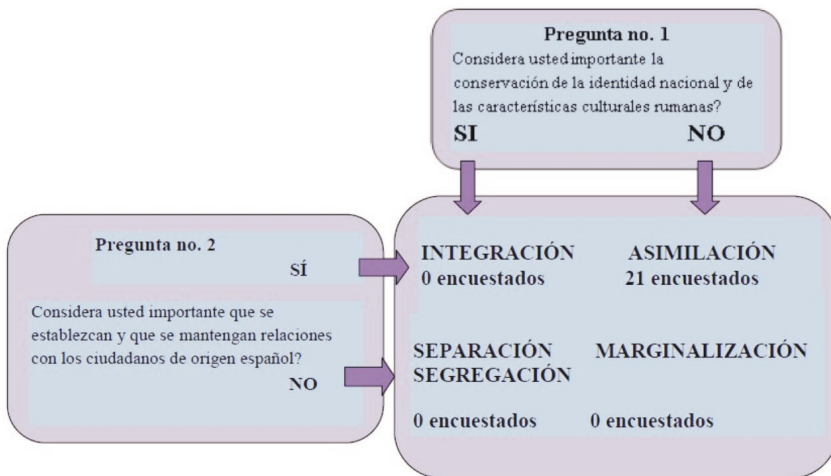 Pregunta no. 1
Considera usted importante la
conservación de la identidad nacional y de
las características culturales rumanas?
SI NO
Pregunta no. 2
SÍ
Considera usted importante que se
establezcan y que se mantengan relaciones
con los ciudadanos de origen español?
NO
INTEGRACIÓN ASIMILACIÓN
0 encuestados 21 encuestados
SEPARACIÓN MARGINALIZACIÓN
SEGREGACIÓN
0 encuestados 0 encuestados